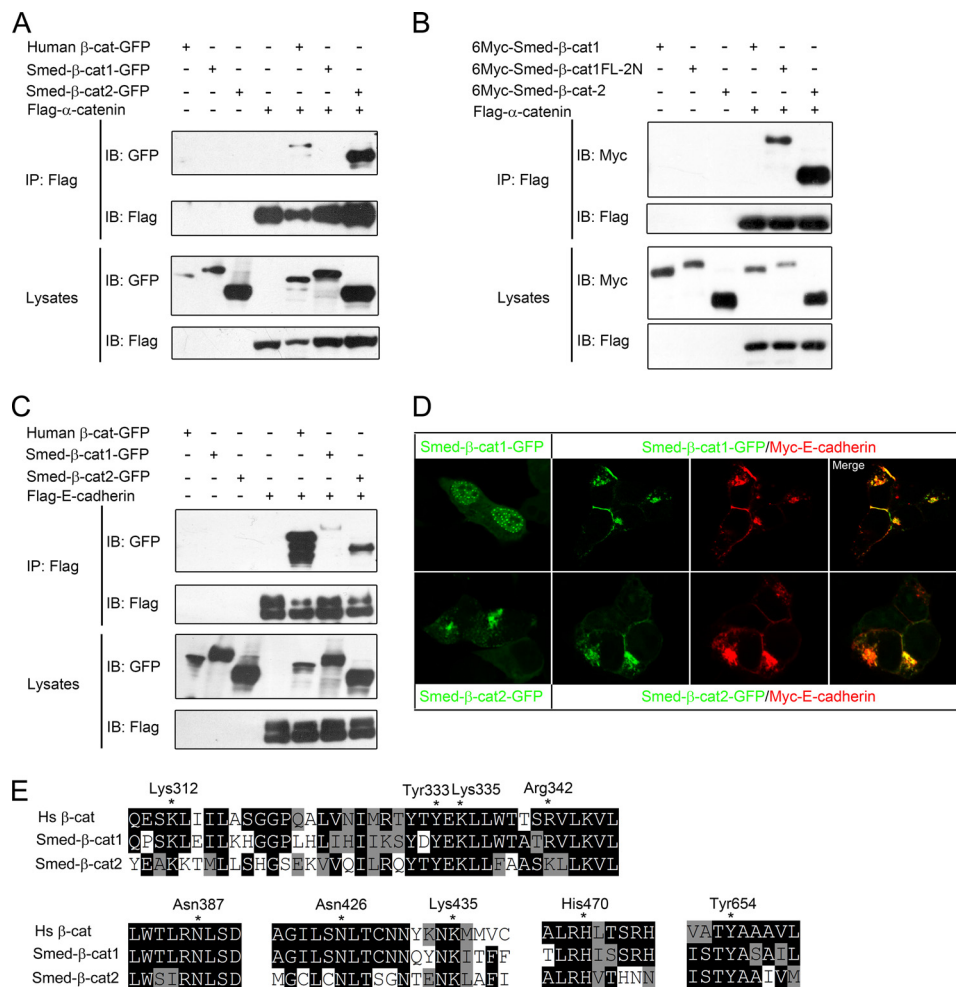 A
Human β-cat-GFP + +
Smed-β-cat1-GFP + +
Smed-β-cat2-GFP + +
Flag-α-catenin + + + +
IP: Flag
IB: GFP
IB: Flag
Lysates
IB: GFP
IB: Flag
B
6Myc-Smed-β-cat1 + +
6Myc-Smed-β-cat1FL-2N + +
6Myc-Smed-β-cat-2 + +
Flag-α-catenin + + +
IP: Flag
IB: Myc
IB: Flag
Lysates
IB: Myc
IB: Flag
C
Human β-cat-GFP + +
Smed-β-cat1-GFP + +
Smed-β-cat2-GFP + +
Flag-E-cadherin + + + +
IP: Flag
IB: GFP
IB: Flag
Lysates
IB: GFP
IB: Flag
D
Smed-β-cat1-GFP Smed-β-cat1-GFP/Myc-E-cadherin
Merge
Smed-β-cat2-GFP Smed-β-cat2-GFP/Myc-E-cadherin
E
Lys312 Tyr333 Lys335 Arg342
* * * *
Hs β-cat QESKLIILASGGPQALVNIMRTYTYEKLLWTTSRVLKVL
Smed-β-cat1 QPSKLEILKHGGPLHLIHIIKSYDYEKLLWTATRVLKVL
Smed-β-cat2 YEAKKTMLLSHGSEKVVQILRQYTYEKLLFAASKLLKVL
Asn387 Asn426 Lys435 His470 Tyr654
* * * * *
Hs β-cat LWTLRNLSD AGILSNLTCNNYKNKMMVC ALRHLTSRH VATYAAAVL
Smed-β-cat1 LWTLRNLSD AGILSNLTCNNQYNKITFF TLRHISSRH ISTYASAIL
Smed-β-cat2 LWSIRNLSD MGCLCNLTSGNTENKLAFI ALRHVTHNN ISTYAAIVM